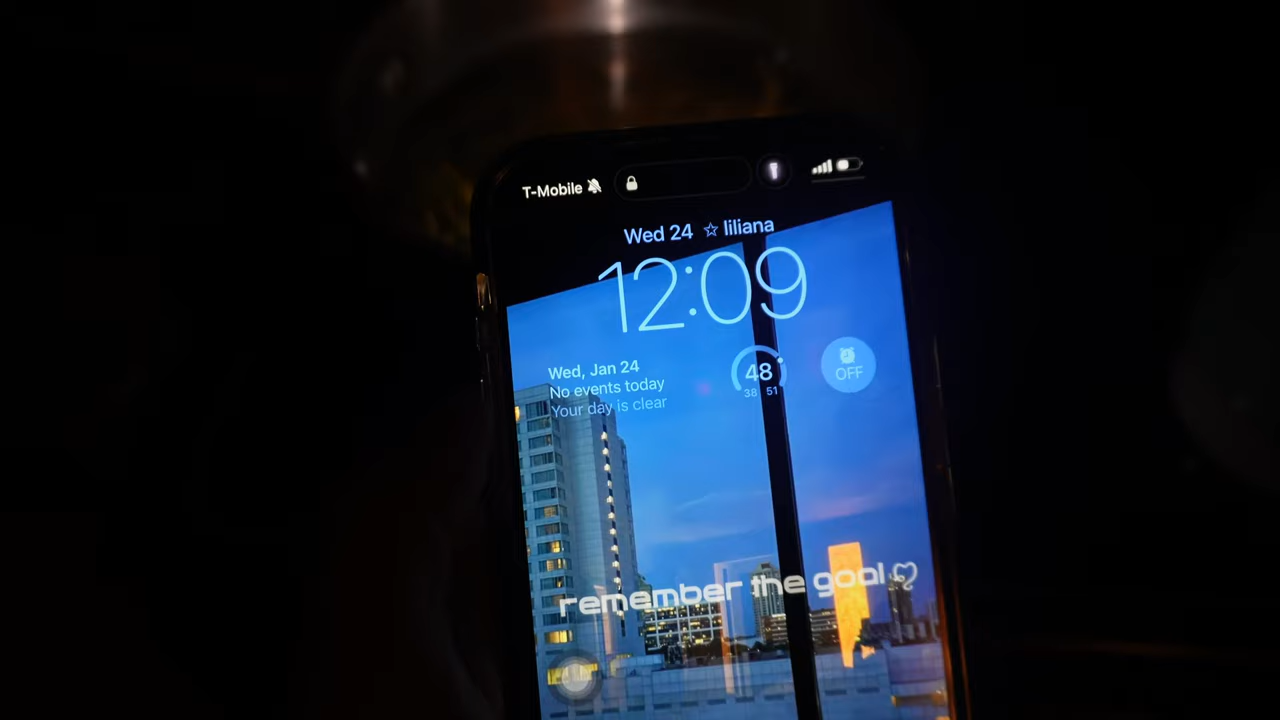 T-Mobile
Wed 24 ☆ liliana
12:09
Wed, Jan 24
No events today
Your day is clear
48
38 51
OFF
remember the goal♡